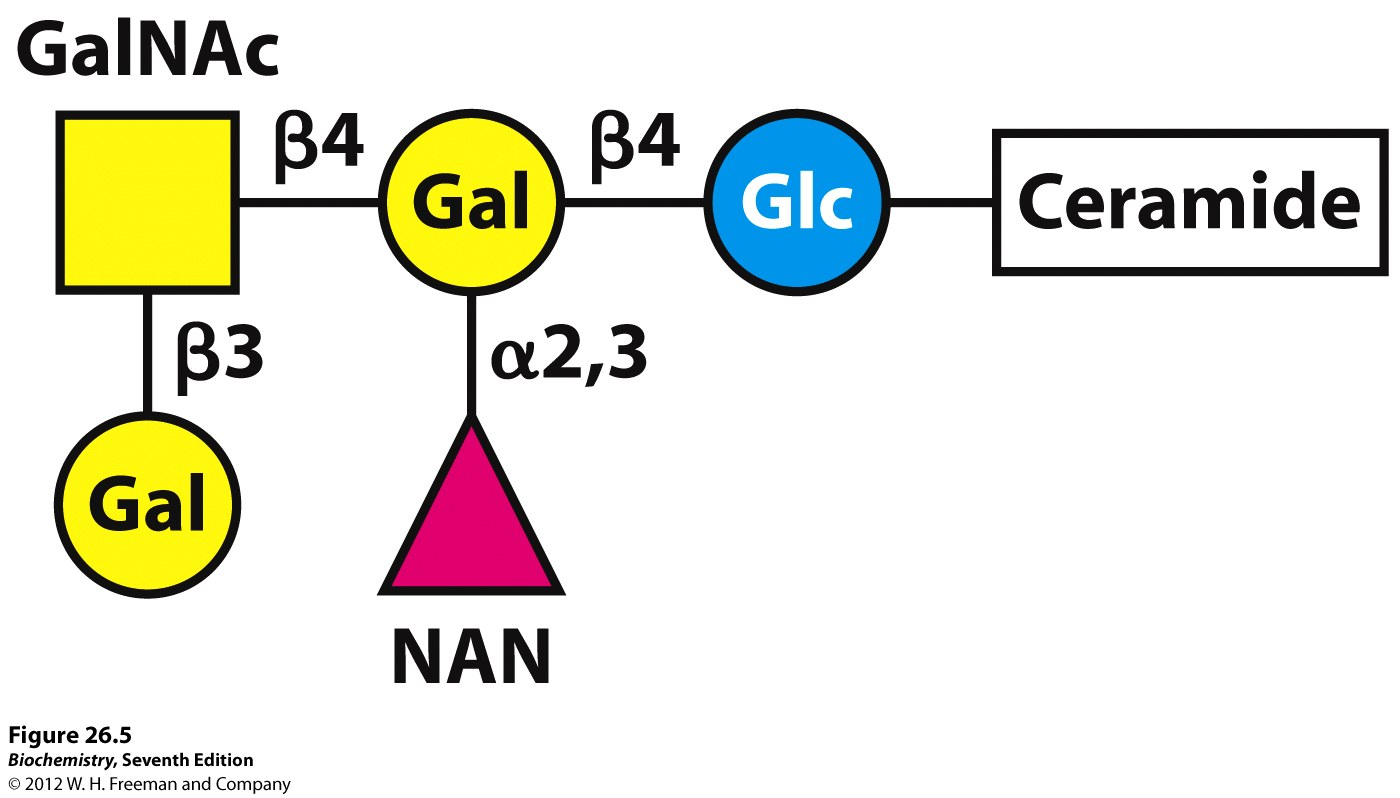 GalNAc
β4
Gal
β4
Glc
Ceramide
β3
α2,3
Gal
NAN
Figure 26.5
Biochemistry, Seventh Edition
© 2012 W. H. Freeman and Company